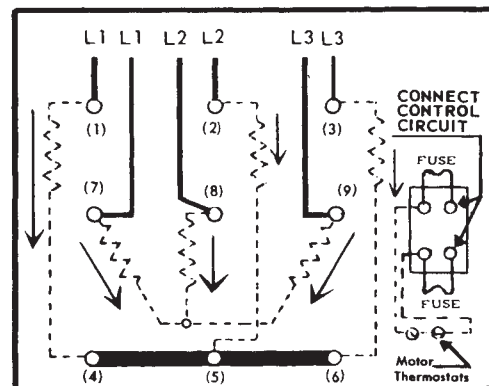 L1 L1 L2 L2 L3 L3
(1) (2) (3)
CONNECT
CONTROL
CIRCUIT
FUSE
(7) (8) (9)
FUSE
(4) (5) (6)
Motor
Thermostats